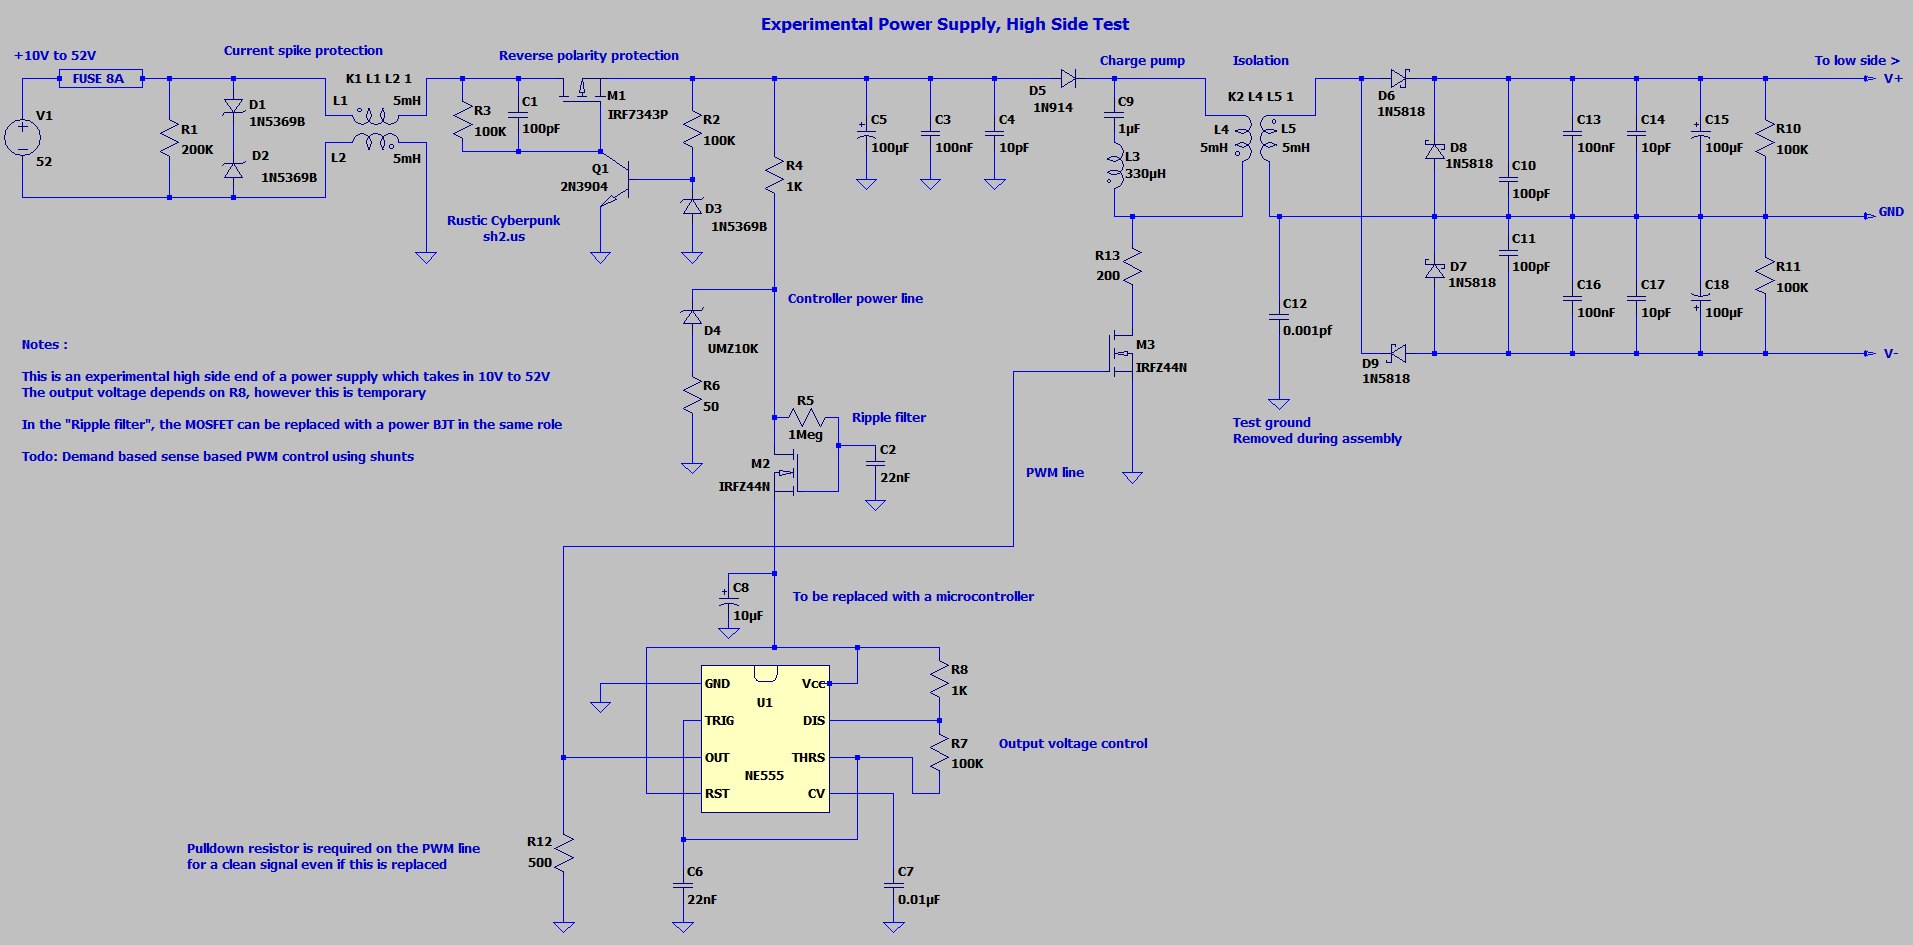 Experimental Power Supply, High Side Test
+10V to 52V
Current spike protection
Reverse polarity protection
Charge pump
Isolation
To low side >
FUSE 8A
K1 L1 L2 1
V+
V1
52
R1
200K
D1
1N5369B
D2
1N5369B
L1
5mH
L2
5mH
R3
100K
C1
100pF
M1
IRF7343P
Q1
2N3904
R2
100K
D3
1N5369B
Rustic Cyberpunk
sh2.us
R4
1K
C5
100µF
C3
100nF
C4
10pF
D5
1N914
C9
1µF
L3
330µH
K2 L4 L5 1
L4
5mH
L5
5mH
D6
1N5818
D8
1N5818
C10
100pF
C13
100nF
C14
10pF
C15
100µF
R10
100K
GND
D7
1N5818
C11
100pF
C16
100nF
C17
10pF
C18
100µF
R11
100K
V-
D9
1N5818
R13
200
C12
0.001pf
M3
IRFZ44N
Test ground
Removed during assembly
Controller power line
D4
UMZ10K
R6
50
R5
1Meg
Ripple filter
C2
22nF
M2
IRFZ44N
PWM line
Notes :
This is an experimental high side end of a power supply which takes in 10V to 52V
The output voltage depends on R8, however this is temporary
In the "Ripple filter", the MOSFET can be replaced with a power BJT in the same role
Todo: Demand based sense based PWM control using shunts
C8
10µF
To be replaced with a microcontroller
GND
Vcc
U1
TRIG
DIS
OUT
THRS
NE555
RST
CV
R8
1K
R7
100K
Output voltage control
Pulldown resistor is required on the PWM line
for a clean signal even if this is replaced
R12
500
C6
22nF
C7
0.01µF